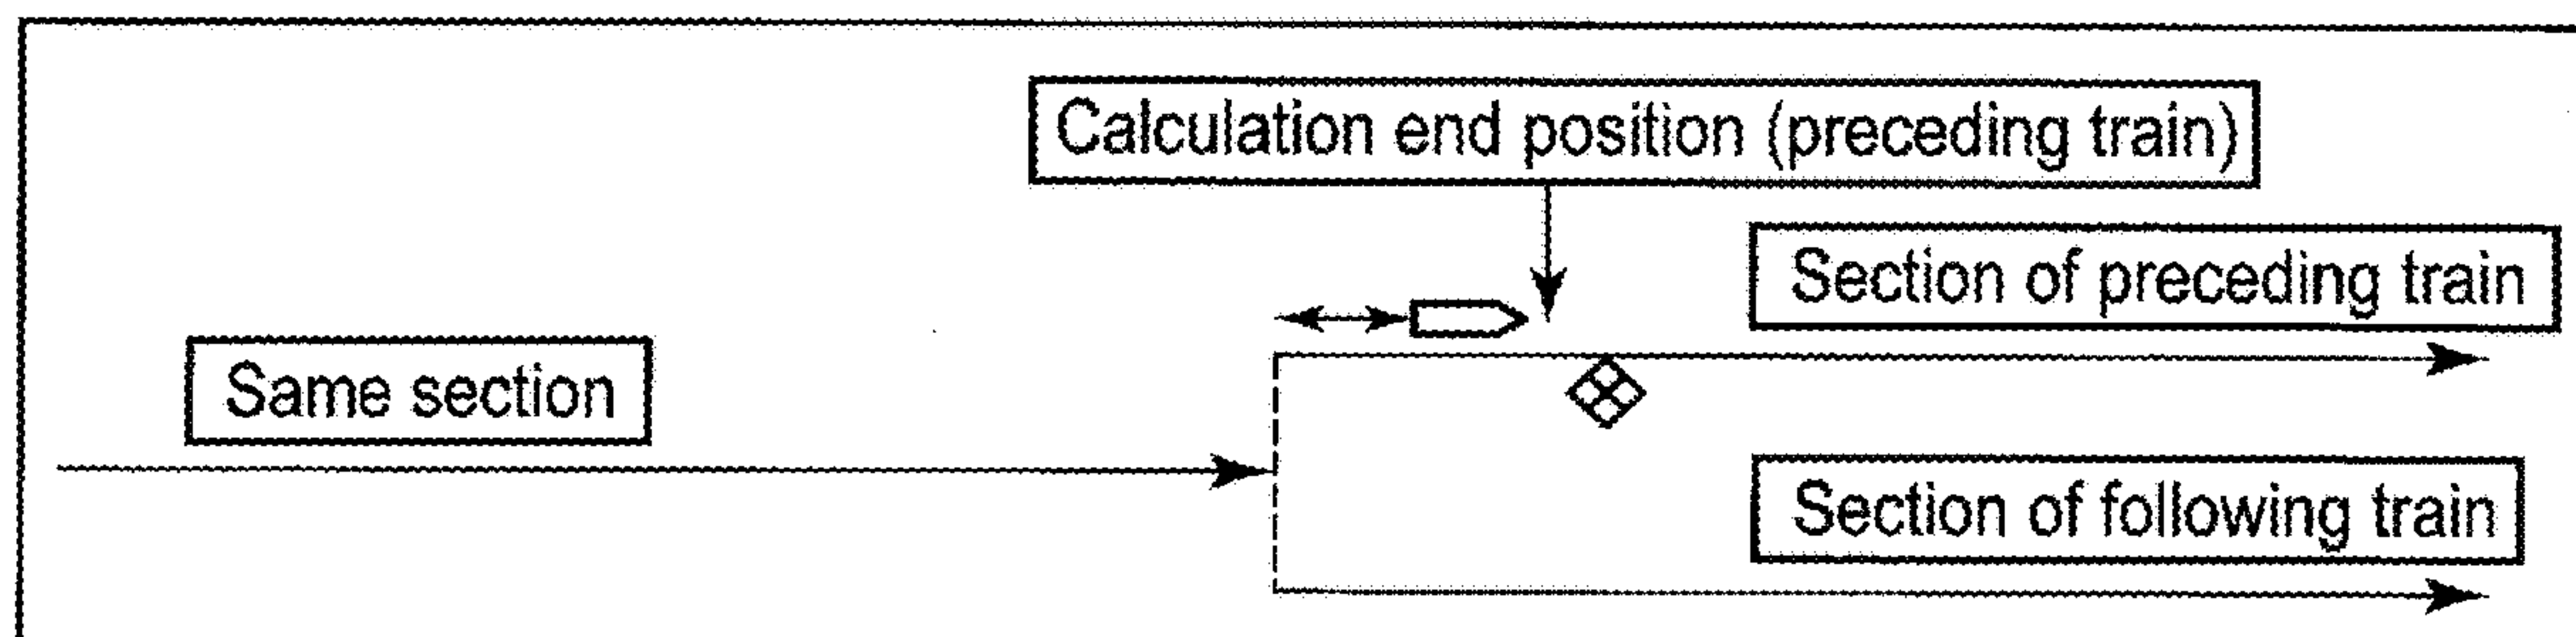 Calculation end position (preceding train)
Section of preceding train
Same section
Section of following train